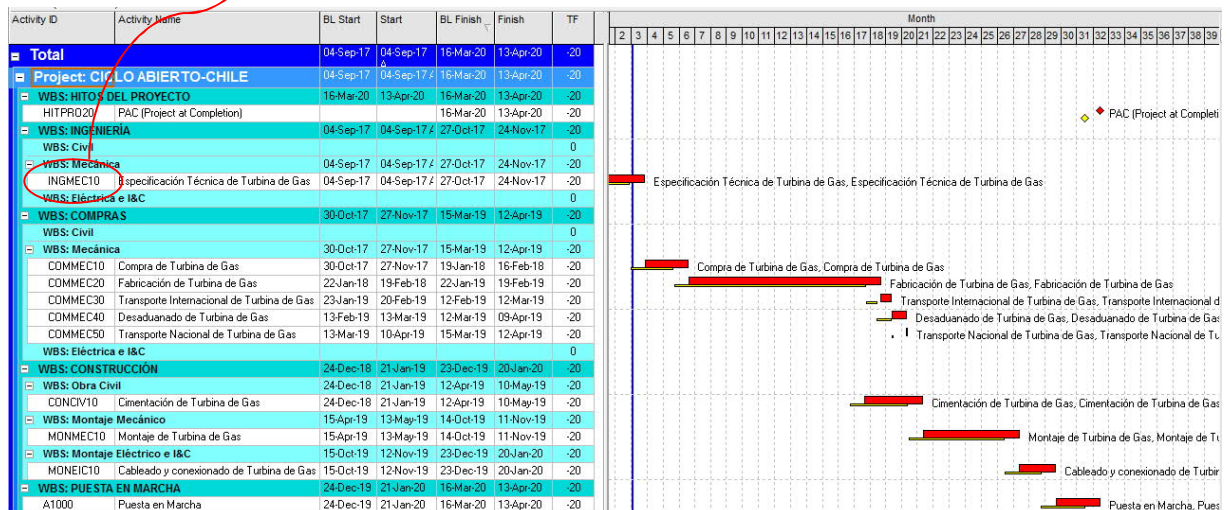 Activity ID Activity Name BL Start Start BL Finish Finish TF Month
2 3 4 5 6 7 8 9 10 11 12 13 14 15 16 17 18 19 20 21 22 23 24 25 26 27 28 29 30 31 32 33 34 35 36 37 38 39
Total 04-Sep-17 04-Sep-17 16-Mar-20 13-Apr-20 -20
Project: CICLO ABIERTO-CHILE 04-Sep-17 04-Sep-17 A 16-Mar-20 13-Apr-20 -20
WBS: HITOS DEL PROYECTO 16-Mar-20 13-Apr-20 16-Mar-20 13-Apr-20 -20
HITPRO20 PAC (Project at Completion) 16-Mar-20 13-Apr-20 -20 PAC (Project at Completi
WBS: INGENIERÍA 04-Sep-17 04-Sep-17 A 27-Oct-17 24-Nov-17 -20
WBS: Civil 0
WBS: Mecánica 04-Sep-17 04-Sep-17 A 27-Oct-17 24-Nov-17 -20
INGMEC10 Especificación Técnica de Turbina de Gas 04-Sep-17 04-Sep-17 A 27-Oct-17 24-Nov-17 -20 Especificación Técnica de Turbina de Gas, Especificación Técnica de Turbina de Gas
WBS: Eléctrica e I&C 0
WBS: COMPRAS 30-Oct-17 27-Nov-17 15-Mar-19 12-Apr-19 -20
WBS: Civil 0
WBS: Mecánica 30-Oct-17 27-Nov-17 15-Mar-19 12-Apr-19 -20
COMMEC10 Compra de Turbina de Gas 30-Oct-17 27-Nov-17 19-Jan-18 16-Feb-18 -20 Compra de Turbina de Gas, Compra de Turbina de Gas
COMMEC20 Fabricación de Turbina de Gas 22-Jan-18 19-Feb-18 22-Jan-19 19-Feb-19 -20 Fabricación de Turbina de Gas, Fabricación de Turbina de Gas
COMMEC30 Transporte Internacional de Turbina de Gas 23-Jan-19 20-Feb-19 12-Feb-19 12-Mar-19 -20 Transporte Internacional de Turbina de Gas, Transporte Internacional d
COMMEC40 Desaduanado de Turbina de Gas 13-Feb-19 13-Mar-19 12-Mar-19 09-Apr-19 -20 Desaduanado de Turbina de Gas, Desaduanado de Turbina de Gas
COMMEC50 Transporte Nacional de Turbina de Gas 13-Mar-19 10-Apr-19 15-Mar-19 12-Apr-19 -20 Transporte Nacional de Turbina de Gas, Transporte Nacional de Tu
WBS: Eléctrica e I&C 0
WBS: CONSTRUCCIÓN 24-Dec-18 21-Jan-19 23-Dec-19 20-Jan-20 -20
WBS: Obra Civil 24-Dec-18 21-Jan-19 12-Apr-19 10-May-19 -20
CONCIV10 Cimentación de Turbina de Gas 24-Dec-18 21-Jan-19 12-Apr-19 10-May-19 -20 Cimentación de Turbina de Gas, Cimentación de Turbina de Gas
WBS: Montaje Mecánico 15-Apr-19 13-May-19 14-Oct-19 11-Nov-19 -20
MONMEC10 Montaje de Turbina de Gas 15-Apr-19 13-May-19 14-Oct-19 11-Nov-19 -20 Montaje de Turbina de Gas, Montaje de Tu
WBS: Montaje Eléctrico e I&C 15-Oct-19 12-Nov-19 23-Dec-19 20-Jan-20 -20
MONEIC10 Cableado y conexionado de Turbina de Gas 15-Oct-19 12-Nov-19 23-Dec-19 20-Jan-20 -20 Cableado y conexionado de Turbin
WBS: PUESTA EN MARCHA 24-Dec-19 21-Jan-20 16-Mar-20 13-Apr-20 -20
A1000 Puesta en Marcha 24-Dec-19 21-Jan-20 16-Mar-20 13-Apr-20 -20 Puesta en Marcha, Pues